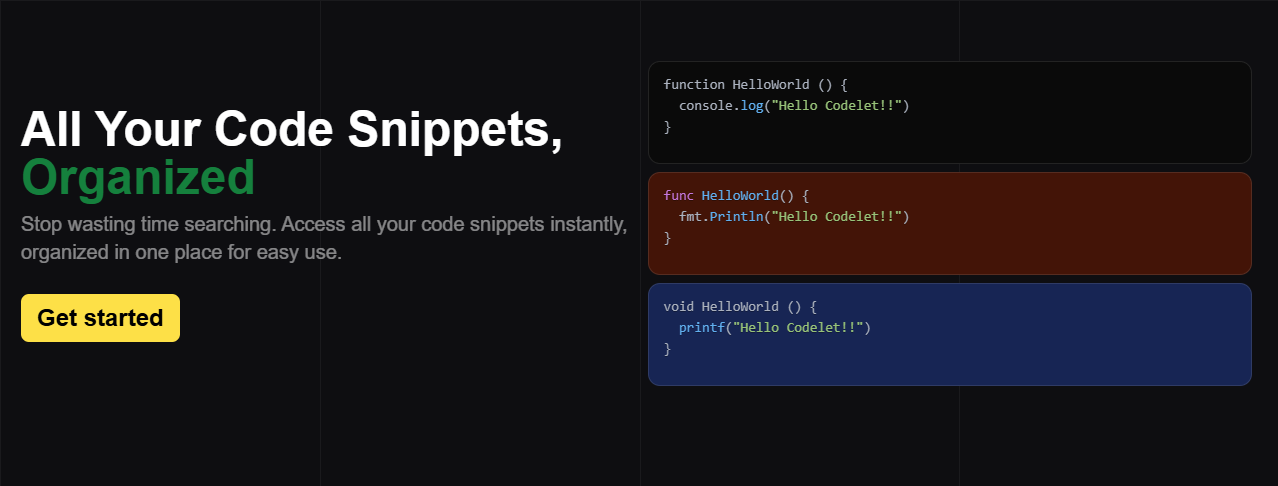 All Your Code Snippets,
Organized
Stop wasting time searching. Access all your code snippets instantly,
organized in one place for easy use.
Get started
function HelloWorld () {
  console.log("Hello Codelet!!")
}
func HelloWorld() {
  fmt.Println("Hello Codelet!!")
}
void HelloWorld () {
  printf("Hello Codelet!!")
}